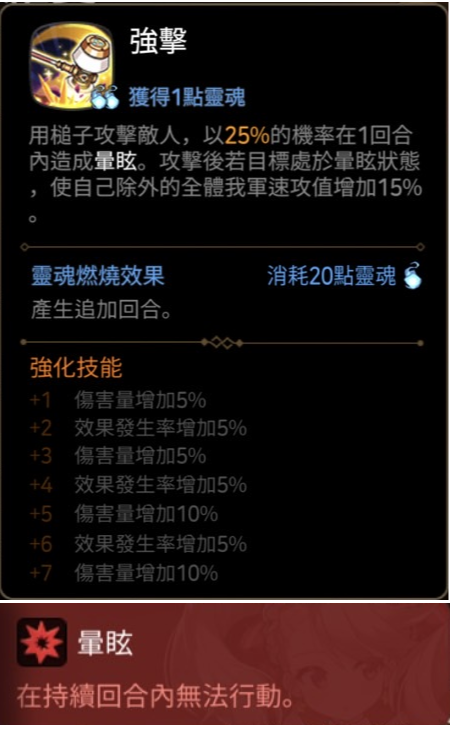 強擊
獲得1點靈魂
用槌子攻擊敵人，以25%的機率在1回合
內造成暈眩。攻擊後若目標處於暈眩狀態
，使自己除外的全體我軍速攻值增加15%
。
靈魂燃燒效果 消耗20點靈魂
產生追加回合。
強化技能
+1 傷害量增加5%
+2 效果發生率增加5%
+3 傷害量增加5%
+4 效果發生率增加5%
+5 傷害量增加10%
+6 效果發生率增加5%
+7 傷害量增加10%
暈眩
在持續回合內無法行動。